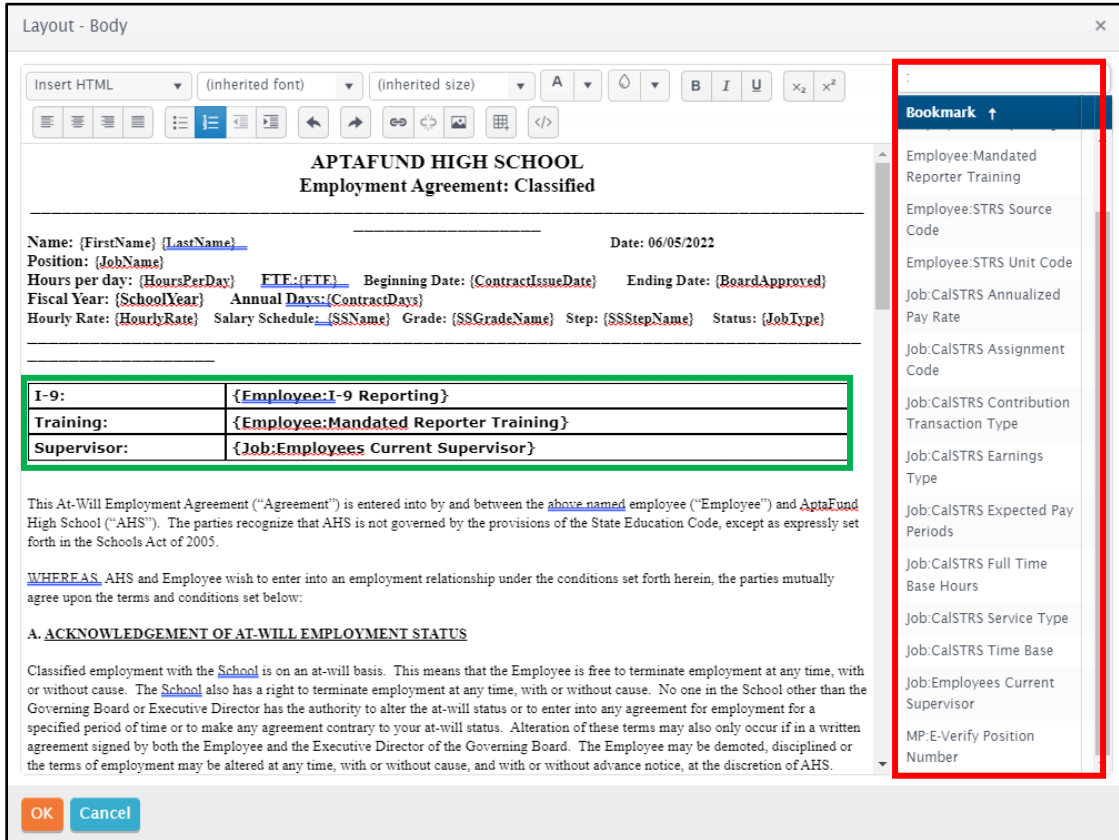 Layout - Body
×
Insert HTML
(inherited font)
(inherited size)
A
B
I
U
x₂
x²
</>
:
Bookmark ↑
APTAFUND HIGH SCHOOL
Employment Agreement: Classified
Name: {FirstName} {LastName}
Date: 06/05/2022
Position: {JobName}
Hours per day: {HoursPerDay} FTE:{FTE} Beginning Date: {ContractIssueDate} Ending Date: {BoardApproved}
Fiscal Year: {SchoolYear} Annual Days:{ContractDays}
Hourly Rate: {HourlyRate} Salary Schedule: {SSName} Grade: {SSGradeName} Step: {SSStepName} Status: {JobType}
I-9: {Employee:I-9 Reporting}
Training: {Employee:Mandated Reporter Training}
Supervisor: {Job:Employees Current Supervisor}
This At-Will Employment Agreement (“Agreement”) is entered into by and between the above named employee (“Employee”) and AptaFund
High School (“AHS”). The parties recognize that AHS is not governed by the provisions of the State Education Code, except as expressly set
forth in the Schools Act of 2005.
WHEREAS, AHS and Employee wish to enter into an employment relationship under the conditions set forth herein, the parties mutually
agree upon the terms and conditions set below:
A. ACKNOWLEDGEMENT OF AT-WILL EMPLOYMENT STATUS
Classified employment with the School is on an at-will basis. This means that the Employee is free to terminate employment at any time, with
or without cause. The School also has a right to terminate employment at any time, with or without cause. No one in the School other than the
Governing Board or Executive Director has the authority to alter the at-will status or to enter into any agreement for employment for a
specified period of time or to make any agreement contrary to your at-will status. Alteration of these terms may also only occur if in a written
agreement signed by both the Employee and the Executive Director of the Governing Board. The Employee may be demoted, disciplined or
the terms of employment may be altered at any time, with or without cause, and with or without advance notice, at the discretion of AHS.
Employee:Mandated
Reporter Training
Employee:STRS Source
Code
Employee:STRS Unit Code
Job:CalSTRS Annualized
Pay Rate
Job:CalSTRS Assignment
Code
Job:CalSTRS Contribution
Transaction Type
Job:CalSTRS Earnings
Type
Job:CalSTRS Expected Pay
Periods
Job:CalSTRS Full Time
Base Hours
Job:CalSTRS Service Type
Job:CalSTRS Time Base
Job:Employees Current
Supervisor
MP:E-Verify Position
Number
OK
Cancel